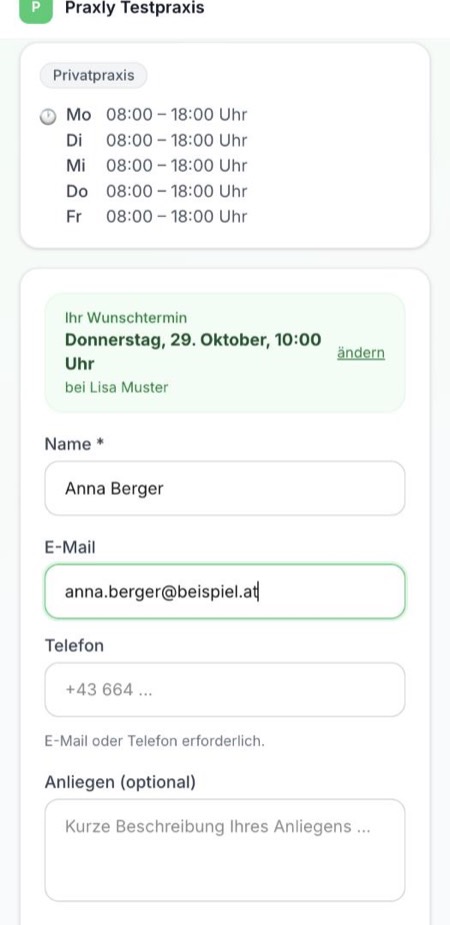 P Praxly Testpraxis
Privatpraxis
Mo 08:00 – 18:00 Uhr
Di 08:00 – 18:00 Uhr
Mi 08:00 – 18:00 Uhr
Do 08:00 – 18:00 Uhr
Fr 08:00 – 18:00 Uhr
Ihr Wunschtermin
Donnerstag, 29. Oktober, 10:00
Uhr
ändern
bei Lisa Muster
Name *
Anna Berger
E-Mail
anna.berger@beispiel.at
Telefon
+43 664 ...
E-Mail oder Telefon erforderlich.
Anliegen (optional)
Kurze Beschreibung Ihres Anliegens ...